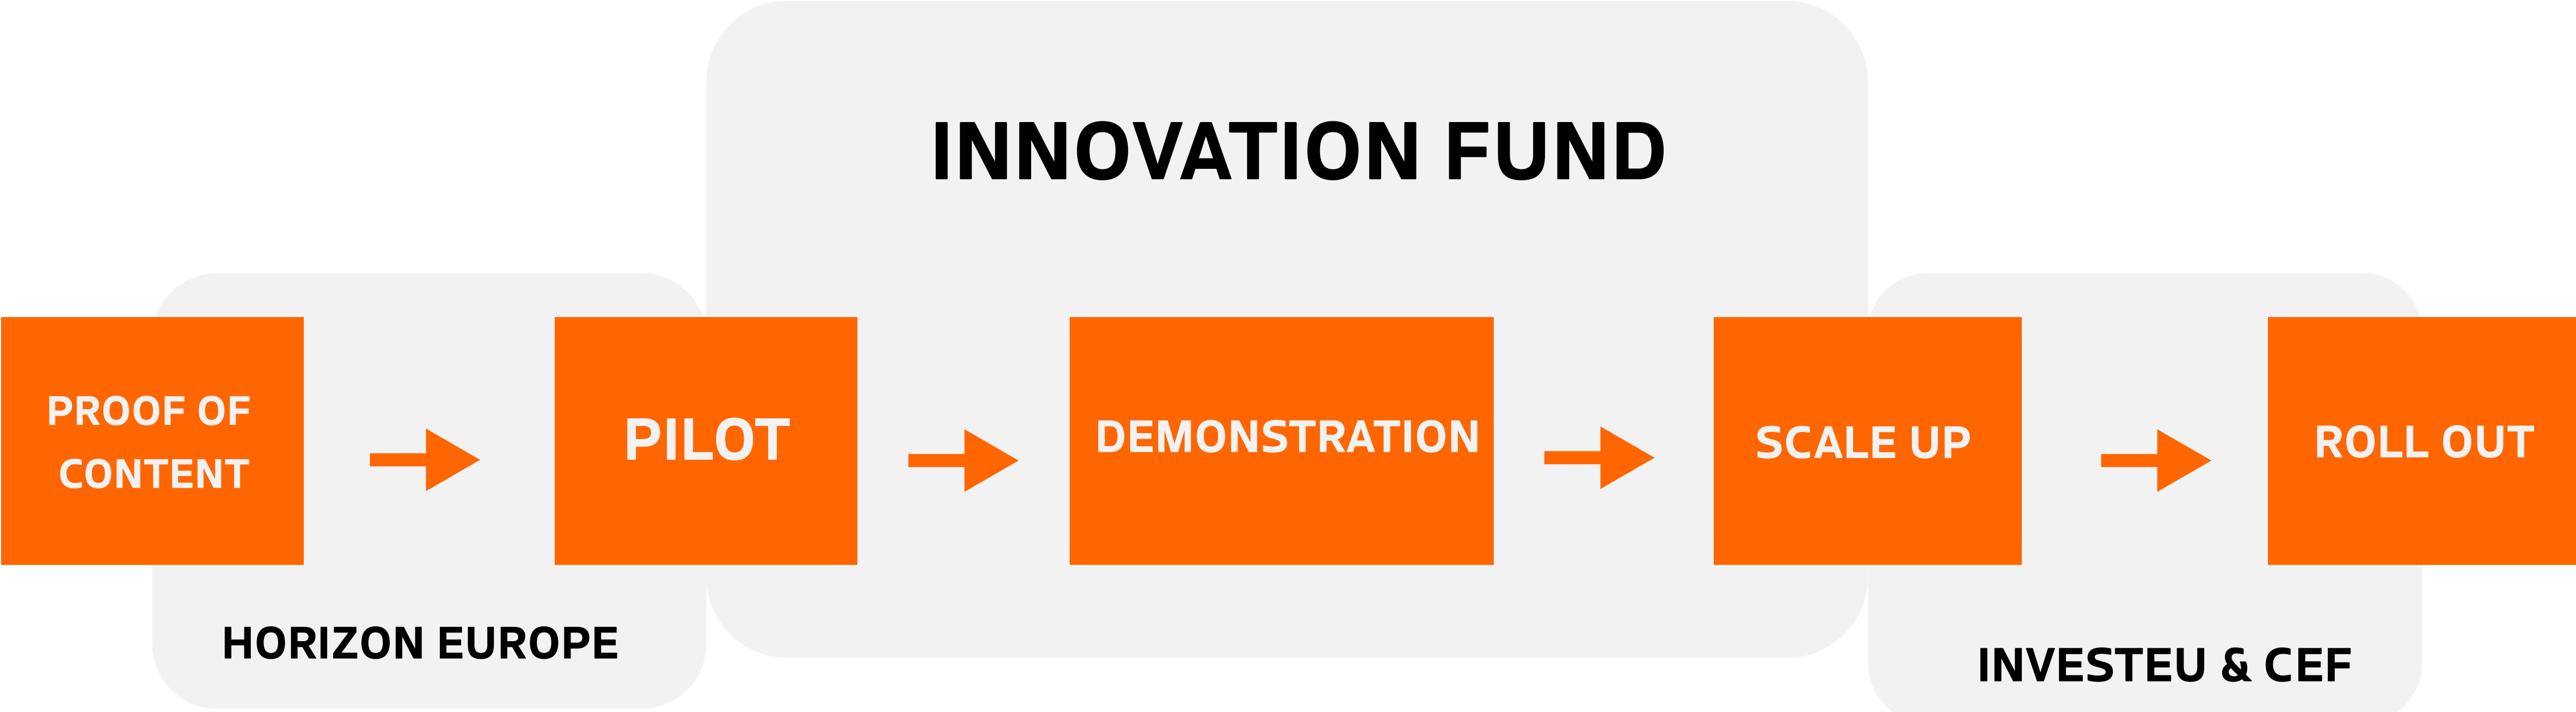 INNOVATION FUND
PROOF OF
CONTENT
PILOT
DEMONSTRATION
SCALE UP
ROLL OUT
HORIZON EUROPE
INVESTEU & CEF